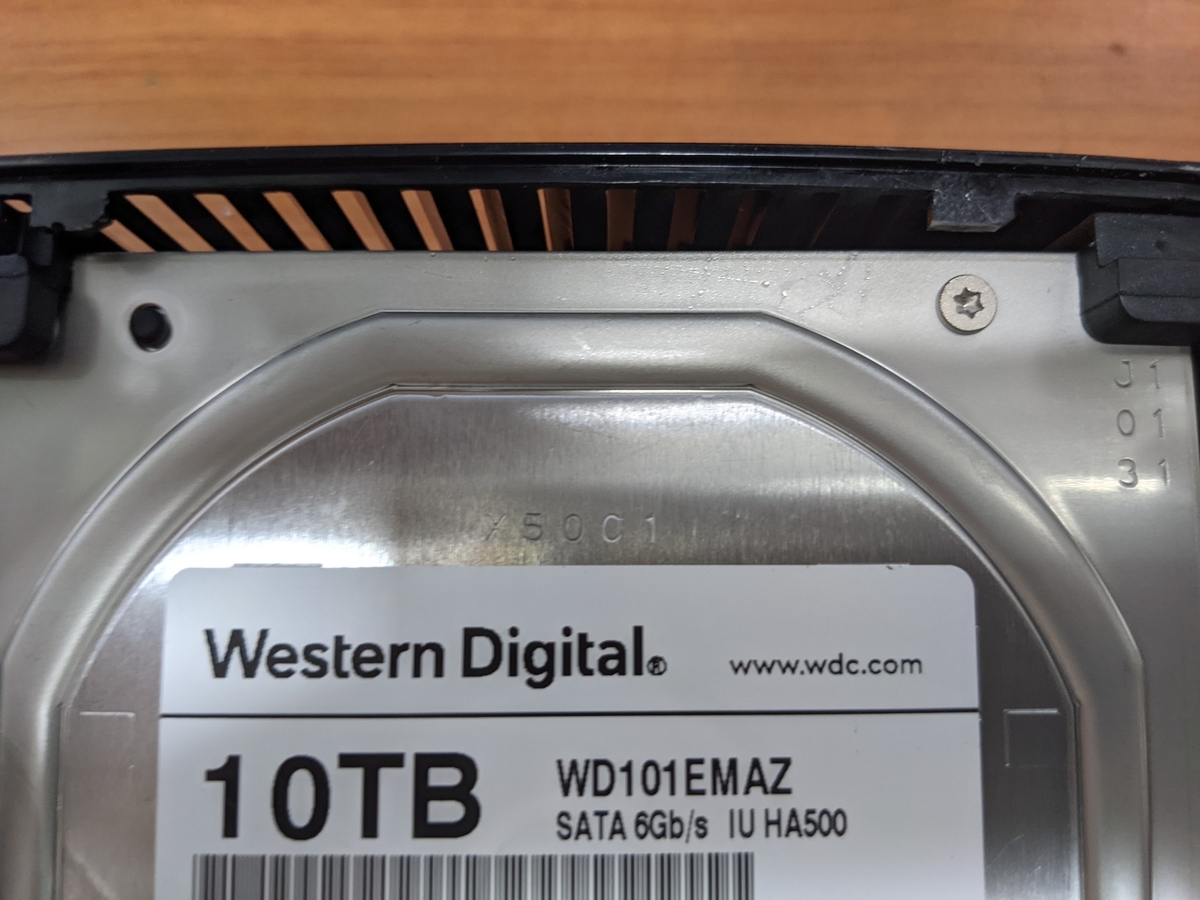 J1
01
31
X50C1
Western Digital® www.wdc.com
10TB
WD101EMAZ
SATA 6Gb/s IU HA500